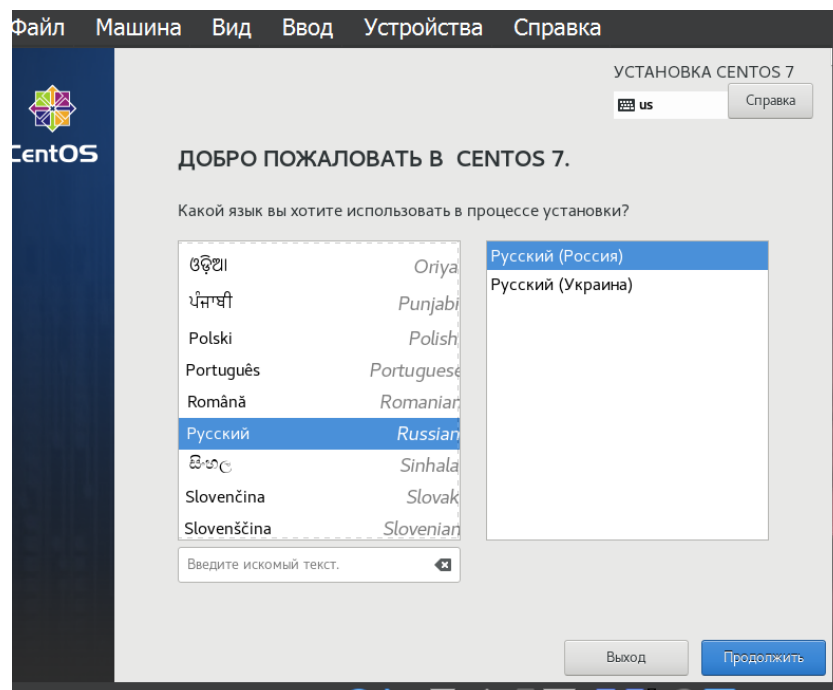 Файл Машина Вид Ввод Устройства Справка
УСТАНОВКА CENTOS 7
us Справка
CentOS
ДОБРО ПОЖАЛОВАТЬ В CENTOS 7.
Какой язык вы хотите использовать в процессе установки?
ଓଡ଼ିଆ Oriya
ਪੰਜਾਬੀ Punjabi
Polski Polish
Português Portuguese
Română Romanian
Русский Russian
සිංහල Sinhala
Slovenčina Slovak
Slovenščina Slovenian
Русский (Россия)
Русский (Украина)
Введите искомый текст.
Выход Продолжить